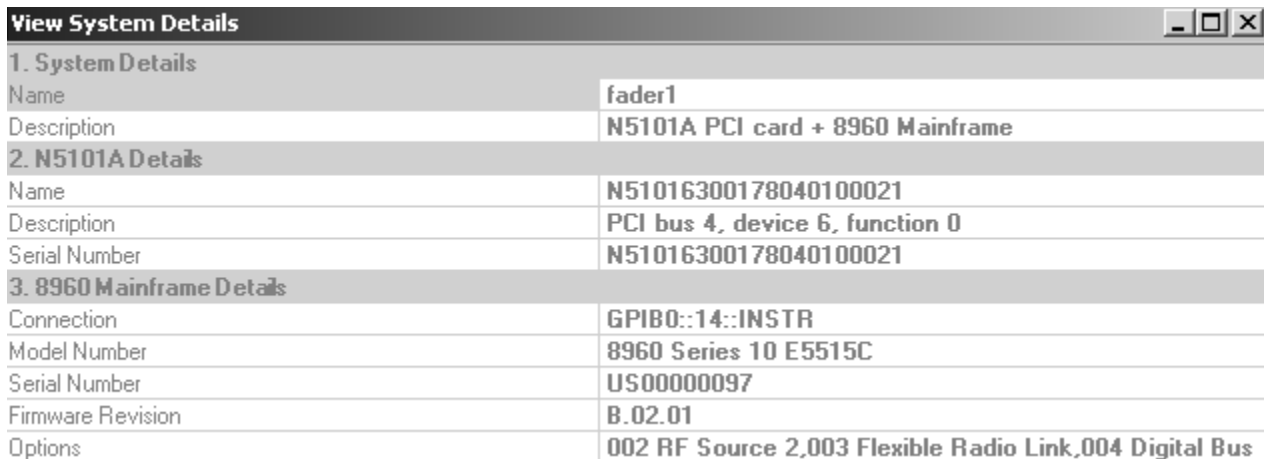 View System Details
1. System Details
Name fader1
Description N5101A PCI card + 8960 Mainframe
2. N5101A Details
Name N51016300178040100021
Description PCI bus 4, device 6, function 0
Serial Number N51016300178040100021
3. 8960 Mainframe Details
Connection GPIB0::14::INSTR
Model Number 8960 Series 10 E5515C
Serial Number US00000097
Firmware Revision B.02.01
Options 002 RF Source 2,003 Flexible Radio Link,004 Digital Bus